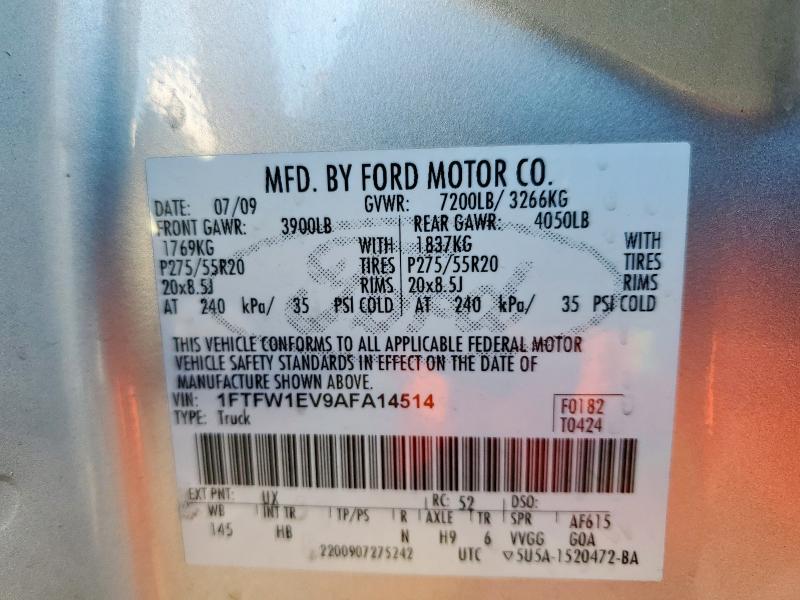 MFD. BY FORD MOTOR CO.
DATE: 07/09 GVWR: 7200LB/ 3266KG
FRONT GAWR: 3900LB REAR GAWR: 4050LB
1769KG WITH 1837KG WITH
P275/55R20 TIRES P275/55R20 TIRES
20x8.5J RIMS 20x8.5J RIMS
AT 240 kPa/ 35 PSI COLD AT 240 kPa/ 35 PSI COLD
Ford
THIS VEHICLE CONFORMS TO ALL APPLICABLE FEDERAL MOTOR
VEHICLE SAFETY STANDARDS IN EFFECT ON THE DATE OF
MANUFACTURE SHOWN ABOVE.
VIN: 1FTFW1EV9AFA14514 F0182
TYPE: Truck T0424
EXT PNT: UX RC: 52 DSO:
WB INT TR TP/PS R AXLE TR SPR AF615
145 HB N H9 6 VVGG GOA
2200907275242 UTC ▽5U5A-1520472-BA